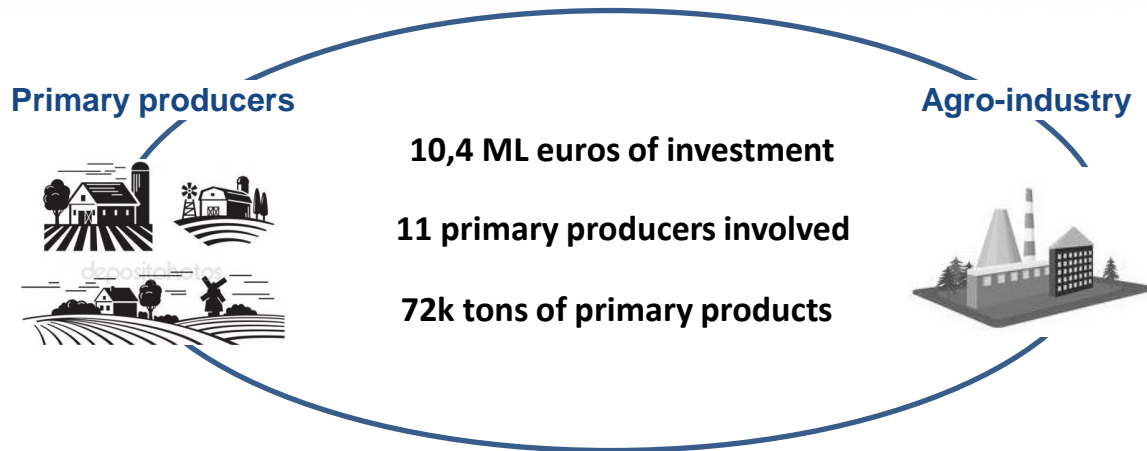 Primary producers
Agro-industry
10,4 ML euros of investment
11 primary producers involved
depositphotos
72k tons of primary products